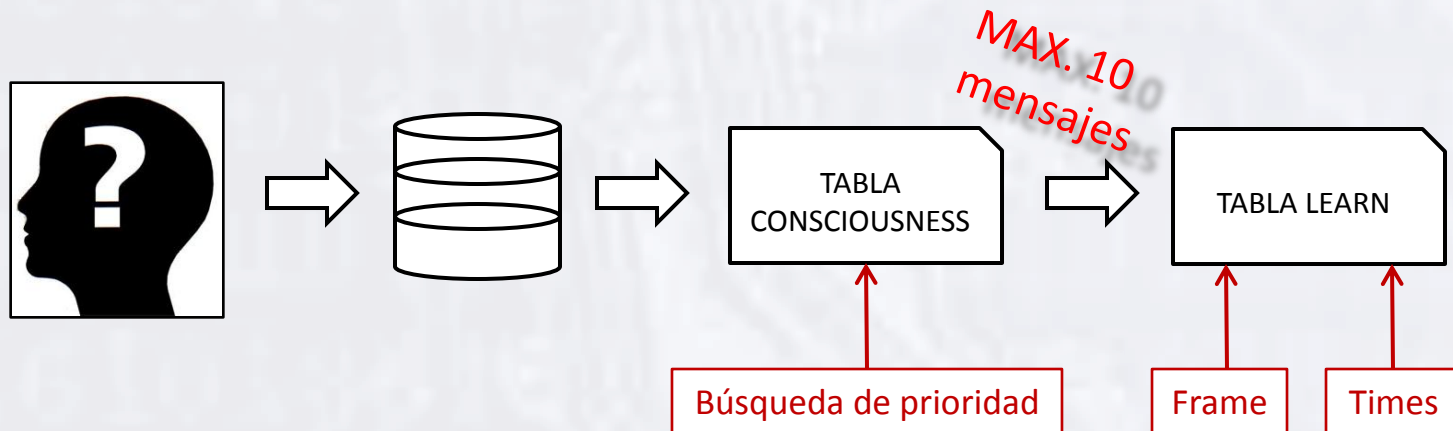 MAX. 10
mensajes
?
TABLA
CONSCIOUSNESS
TABLA LEARN
Búsqueda de prioridad
Frame
Times